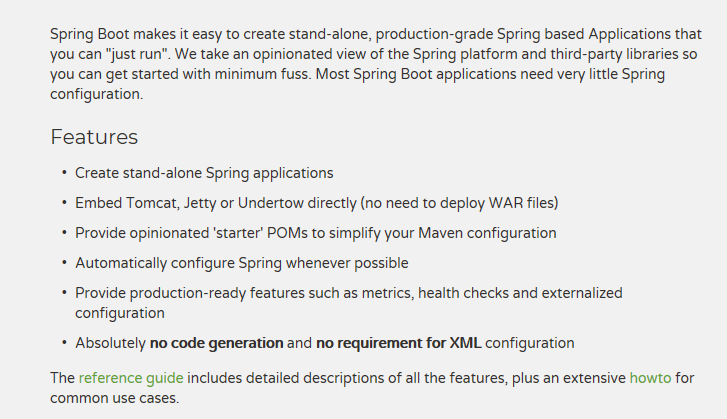 Spring Boot makes it easy to create stand-alone, production-grade Spring based Applications that
you can "just run". We take an opinionated view of the Spring platform and third-party libraries so
you can get started with minimum fuss. Most Spring Boot applications need very little Spring
configuration.
Features
• Create stand-alone Spring applications
• Embed Tomcat, Jetty or Undertow directly (no need to deploy WAR files)
• Provide opinionated 'starter' POMs to simplify your Maven configuration
• Automatically configure Spring whenever possible
• Provide production-ready features such as metrics, health checks and externalized
configuration
• Absolutely no code generation and no requirement for XML configuration
The reference guide includes detailed descriptions of all the features, plus an extensive howto for
common use cases.